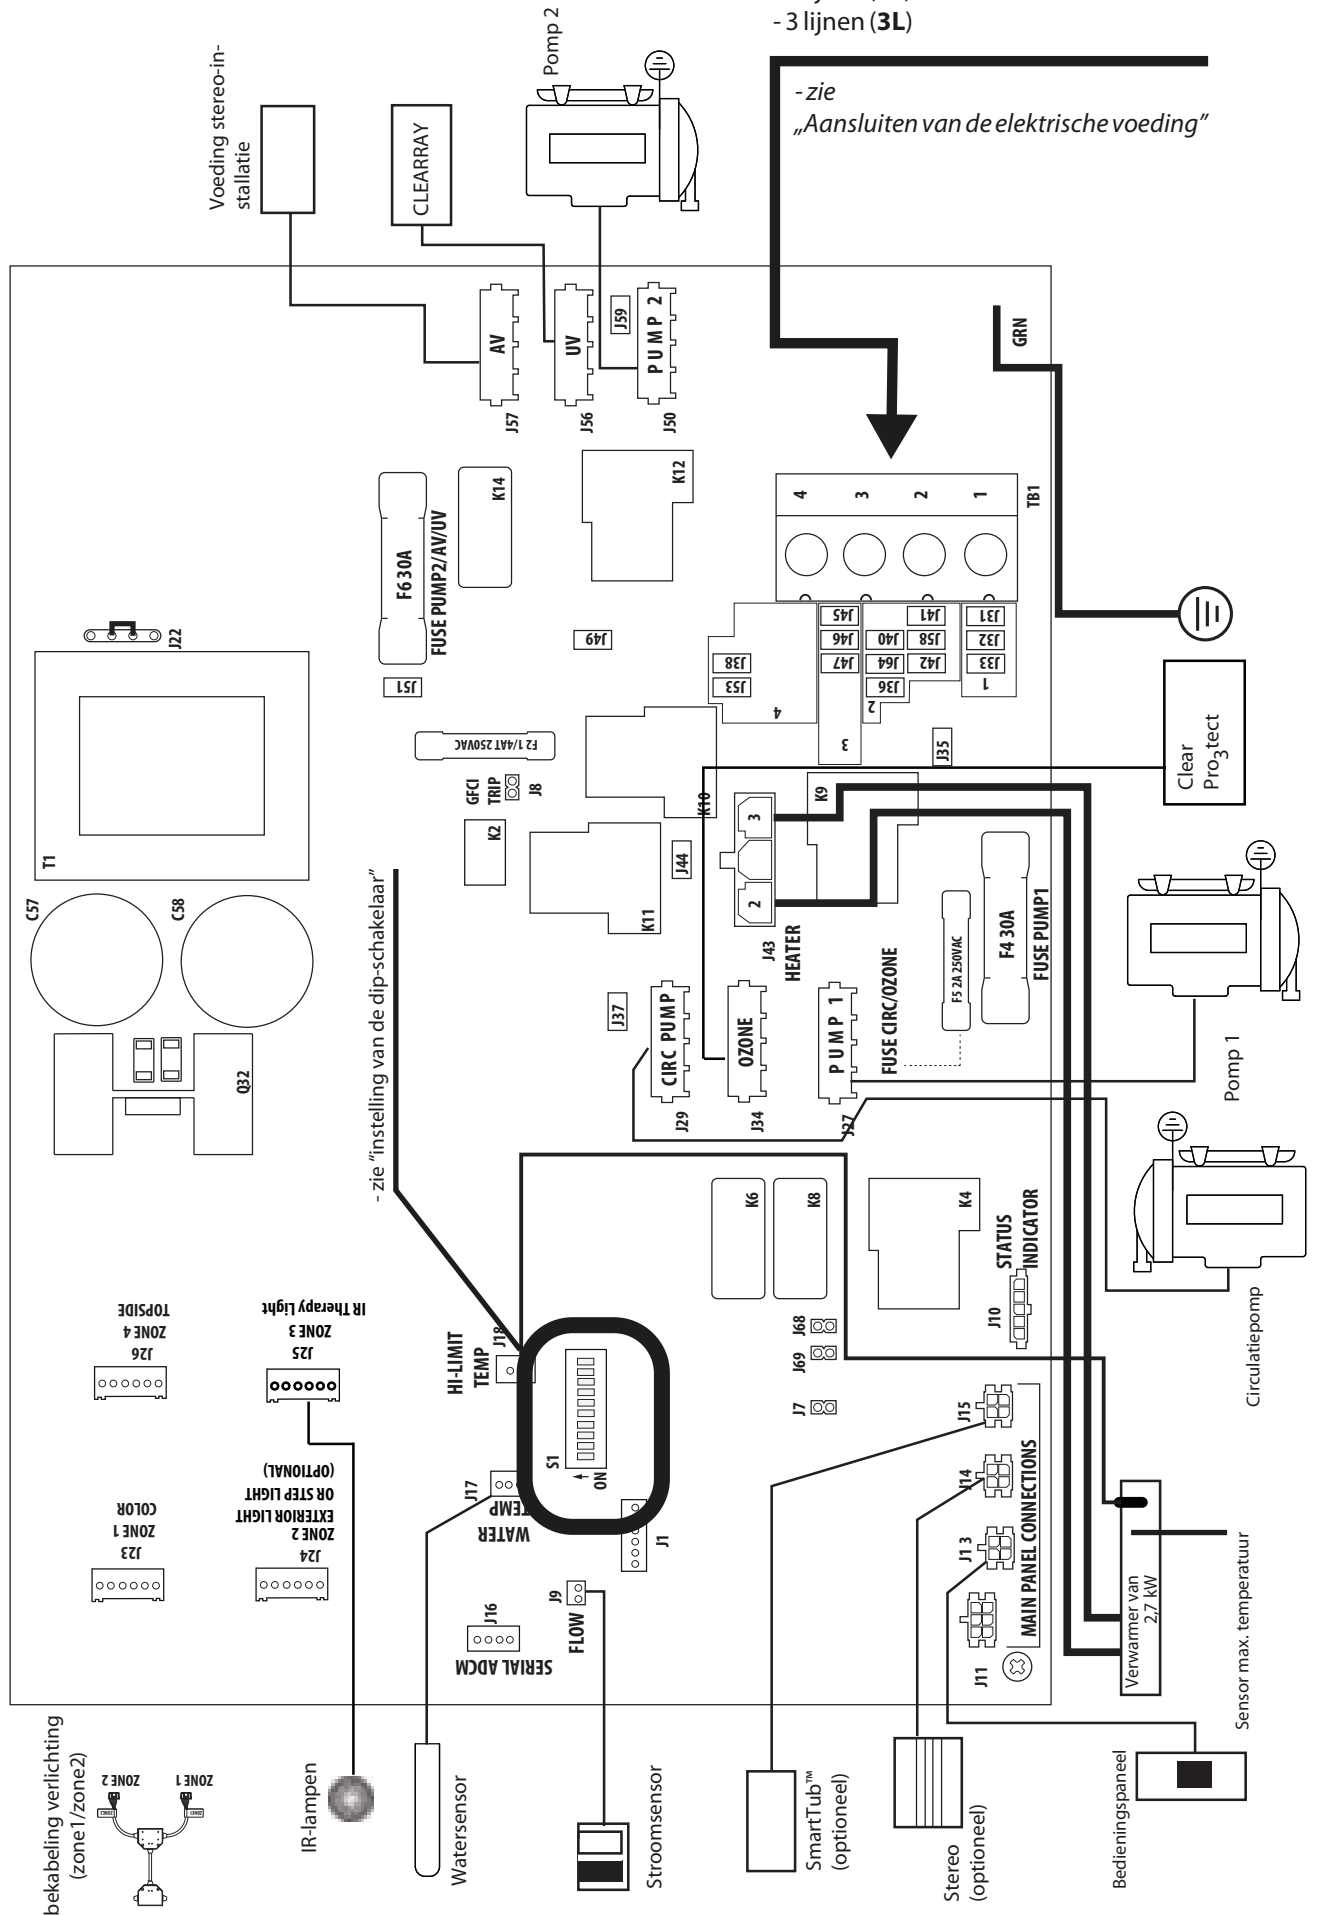 - 3 lijnen (3L)
- zie
„Aansluiten van de elektrische voeding”
Pomp 2
Voeding stereo-in-
stallatie
CLEARRAY
AV
J57
UV
J56
J59
PUMP 2
J50
GRN
K14
K12
F6 30A
FUSE PUMP2/AV/UV
4
3
2
1
TB1
J22
J51
J49
J38
J53
4
J45
J46
J47
3
J40
J64
J36
2
J41
J58
J42
J31
J32
J33
1
J35
T1
F2 1/4AT 250VAC
GFCI
TRIP
J8
K2
K10
K11
J44
K9
3
2
J43
HEATER
Clear
Pro3tect
C57
C58
Q32
J37
CIRC PUMP
J29
OZONE
J34
PUMP 1
J27
FUSE CIRC/OZONE
F5 2A 250VAC
F4 30A
FUSE PUMP1
Pomp 1
- zie “instelling van de dip-schakelaar”
K6
K8
K4
STATUS
INDICATOR
J10
Circulatiepomp
J26
ZONE 4
TOPSIDE
J25
ZONE 3
IR Therapy Light
HI-LIMIT
TEMP
J18
J68
J69
J7
S1
ON
J17
WATER
TEMP
J1
J23
ZONE 1
COLOR
J24
ZONE 2
EXTERIOR LIGHT
OR STEP LIGHT
(OPTIONAL)
J16
SERIAL ADCM
J9
FLOW
J15
J14
J1 3
J11
MAIN PANEL CONNECTIONS
Verwarmer van
2,7 kW
Sensor max. temperatuur
bekabeling verlichting
(zone1/zone2)
ZONE 2
ZONE 1
IR-lampen
Watersensor
Stroomsensor
SmartTub™
(optioneel)
Stereo
(optioneel)
Bedieningspaneel